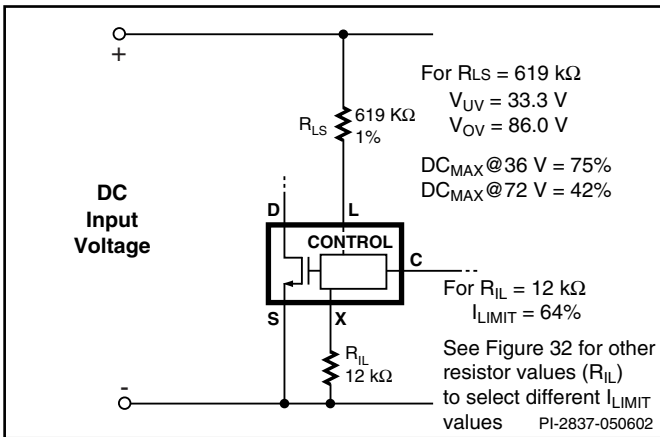 +
For RLS = 619 kΩ
VUV = 33.3 V
VOV = 86.0 V
DCMAX@36 V = 75%
DCMAX@72 V = 42%
RLS
619 KΩ
1%
DC
Input
Voltage
D
L
CONTROL
C
S
X
For RIL = 12 kΩ
ILIMIT = 64%
RIL
12 kΩ
See Figure 32 for other
resistor values (RIL)
to select different ILIMIT
values
PI-2837-050602
-